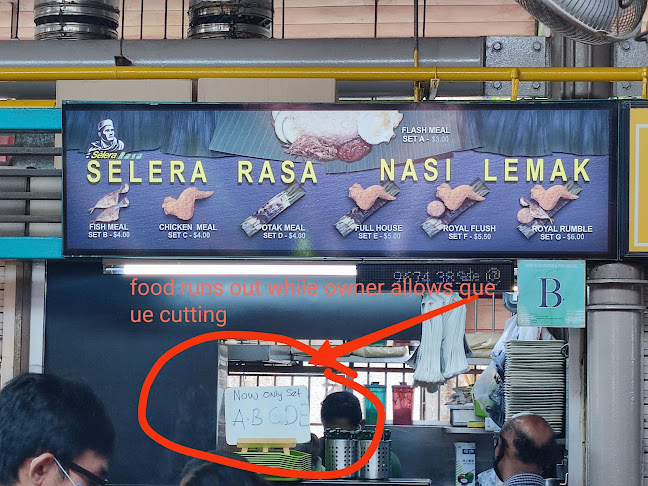 FLASH MEAL
SET A - $3.00
Selera Rasa
SELERA RASA NASI LEMAK
FISH MEAL
SET B - $4.00
CHICKEN MEAL
SET C - $4.00
OTAK MEAL
SET D - $4.00
FULL HOUSE
SET E - $5.00
ROYAL FLUSH
SET F - $5.50
ROYAL RUMBLE
SET G - $6.00
food runs out while owner allows que
ue cutting
B
Now only Set
A·B C,D,E